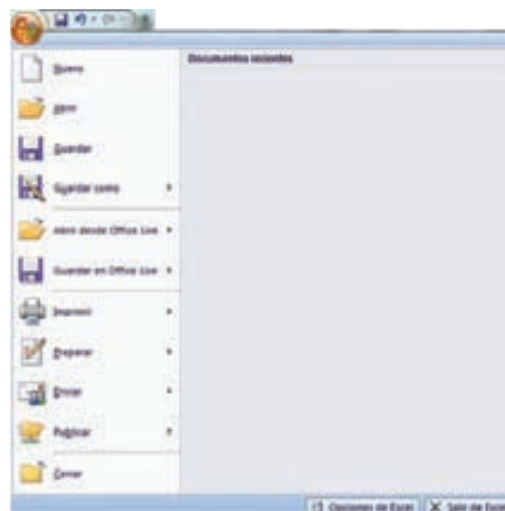 Documentos recientes
Nuevo
Abrir
Guardar
Guardar como
Abrir desde Office Live
Guardar en Office Live
Imprimir
Preparar
Enviar
Publicar
Cerrar
Opciones de Excel
Salir de Excel